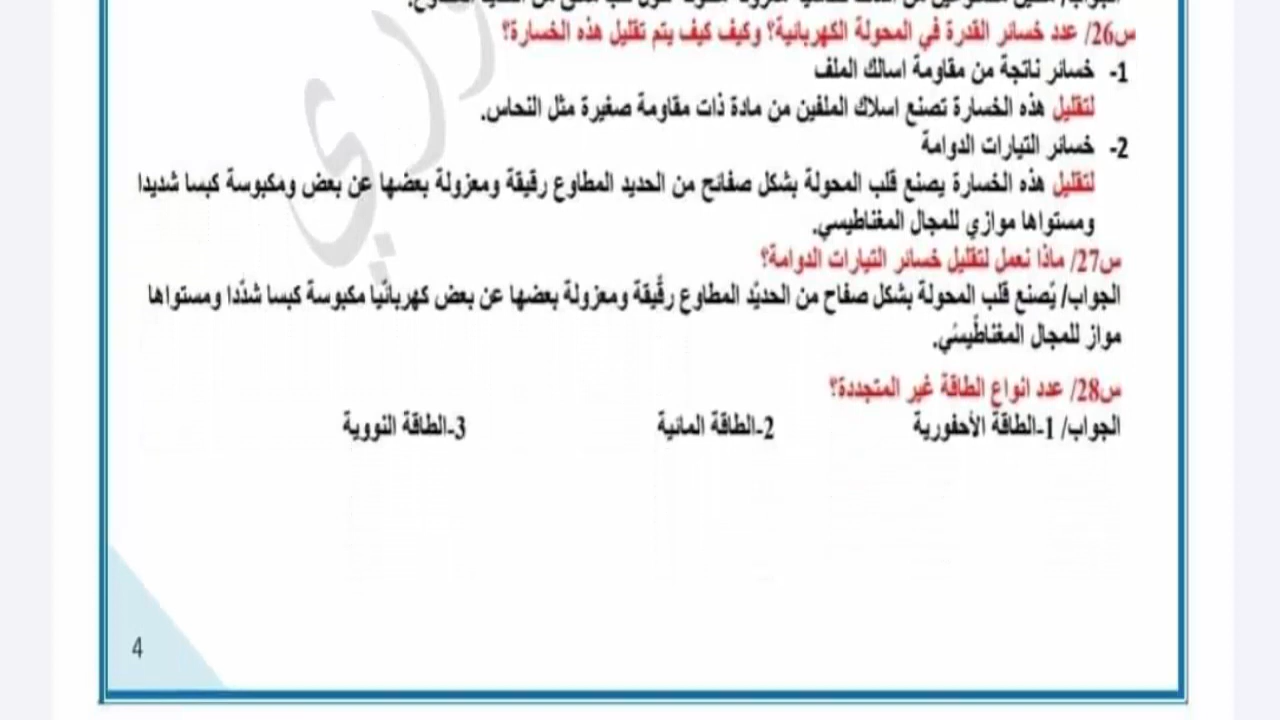 س26/ عدد خسائر القدرة في المحولة الكهربائية؟ وكيف كيف يتم تقليل هذه الخسارة؟
1- خسائر ناتجة من مقاومة اسالك الملف
لتقليل هذه الخسارة تصنع اسلاك الملفين من مادة ذات مقاومة صغيرة مثل النحاس.
2- خسائر التيارات الدوامة
لتقليل هذه الخسارة يصنع قلب المحولة بشكل صفائح من الحديد المطاوع رقيقة ومعزولة بعضها عن بعض ومكبوسة كبسا شديدا
ومستواها موازي للمجال المغناطيسي.
س27/ ماذا نعمل لتقليل خسائر التيارات الدوامة؟
الجواب/ يُصنع قلب المحولة بشكل صفاح من الحديُد المطاوع رقُيقة ومعزولة بعضها عن بعض كهربائُيا مكبوسة كبسا شدُدا ومستواها
مواز للمجال المغناطُيسُي.
س28/ عدد انواع الطاقة غير المتجددة؟
الجواب/ 1-الطاقة الأحفورية 2-الطاقة المائية 3-الطاقة النووية
4